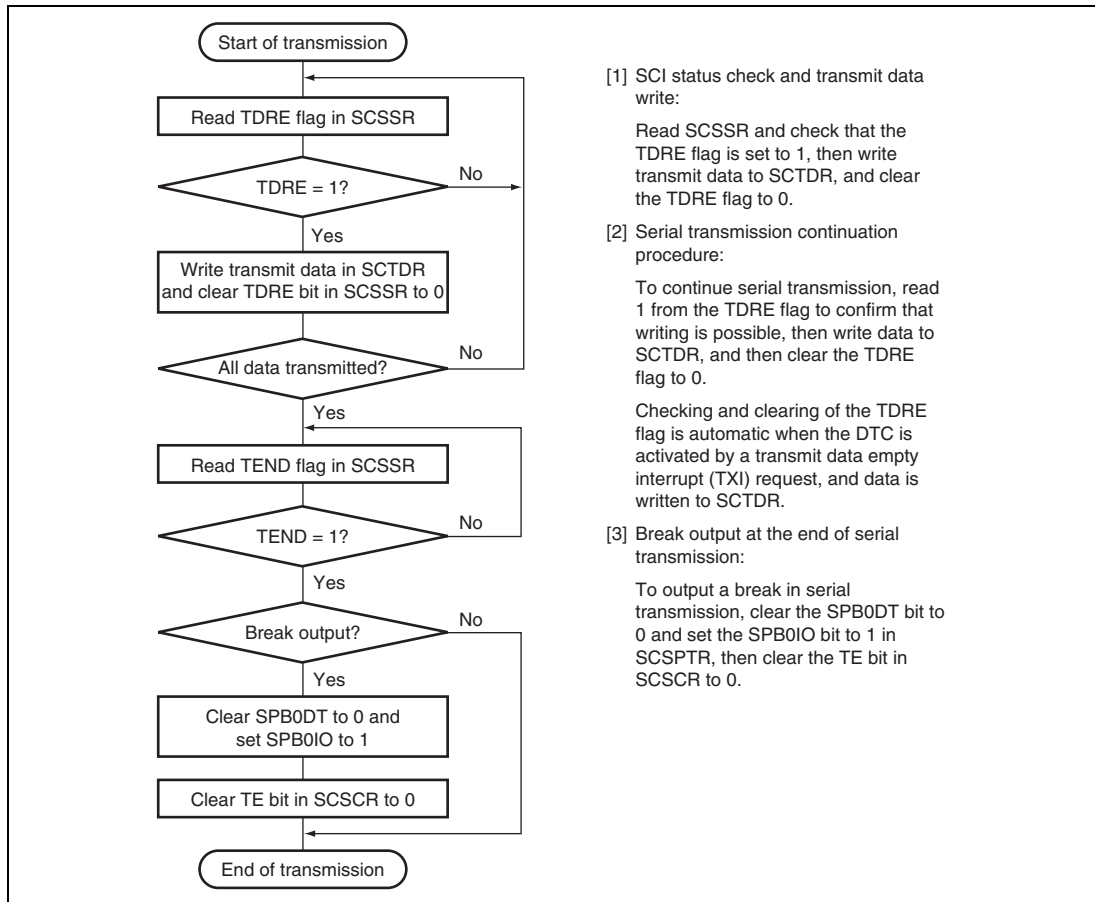 Start of transmission
Read TDRE flag in SCSSR
TDRE = 1?
No
Yes
Write transmit data in SCTDR
and clear TDRE bit in SCSSR to 0
All data transmitted?
No
Yes
Read TEND flag in SCSSR
TEND = 1?
No
Yes
Break output?
No
Yes
Clear SPB0DT to 0 and
set SPB0IO to 1
Clear TE bit in SCSCR to 0
End of transmission
[1] SCI status check and transmit data
write:
Read SCSSR and check that the
TDRE flag is set to 1, then write
transmit data to SCTDR, and clear
the TDRE flag to 0.
[2] Serial transmission continuation
procedure:
To continue serial transmission, read
1 from the TDRE flag to confirm that
writing is possible, then write data to
SCTDR, and then clear the TDRE
flag to 0.
Checking and clearing of the TDRE
flag is automatic when the DTC is
activated by a transmit data empty
interrupt (TXI) request, and data is
written to SCTDR.
[3] Break output at the end of serial
transmission:
To output a break in serial
transmission, clear the SPB0DT bit to
0 and set the SPB0IO bit to 1 in
SCSPTR, then clear the TE bit in
SCSCR to 0.